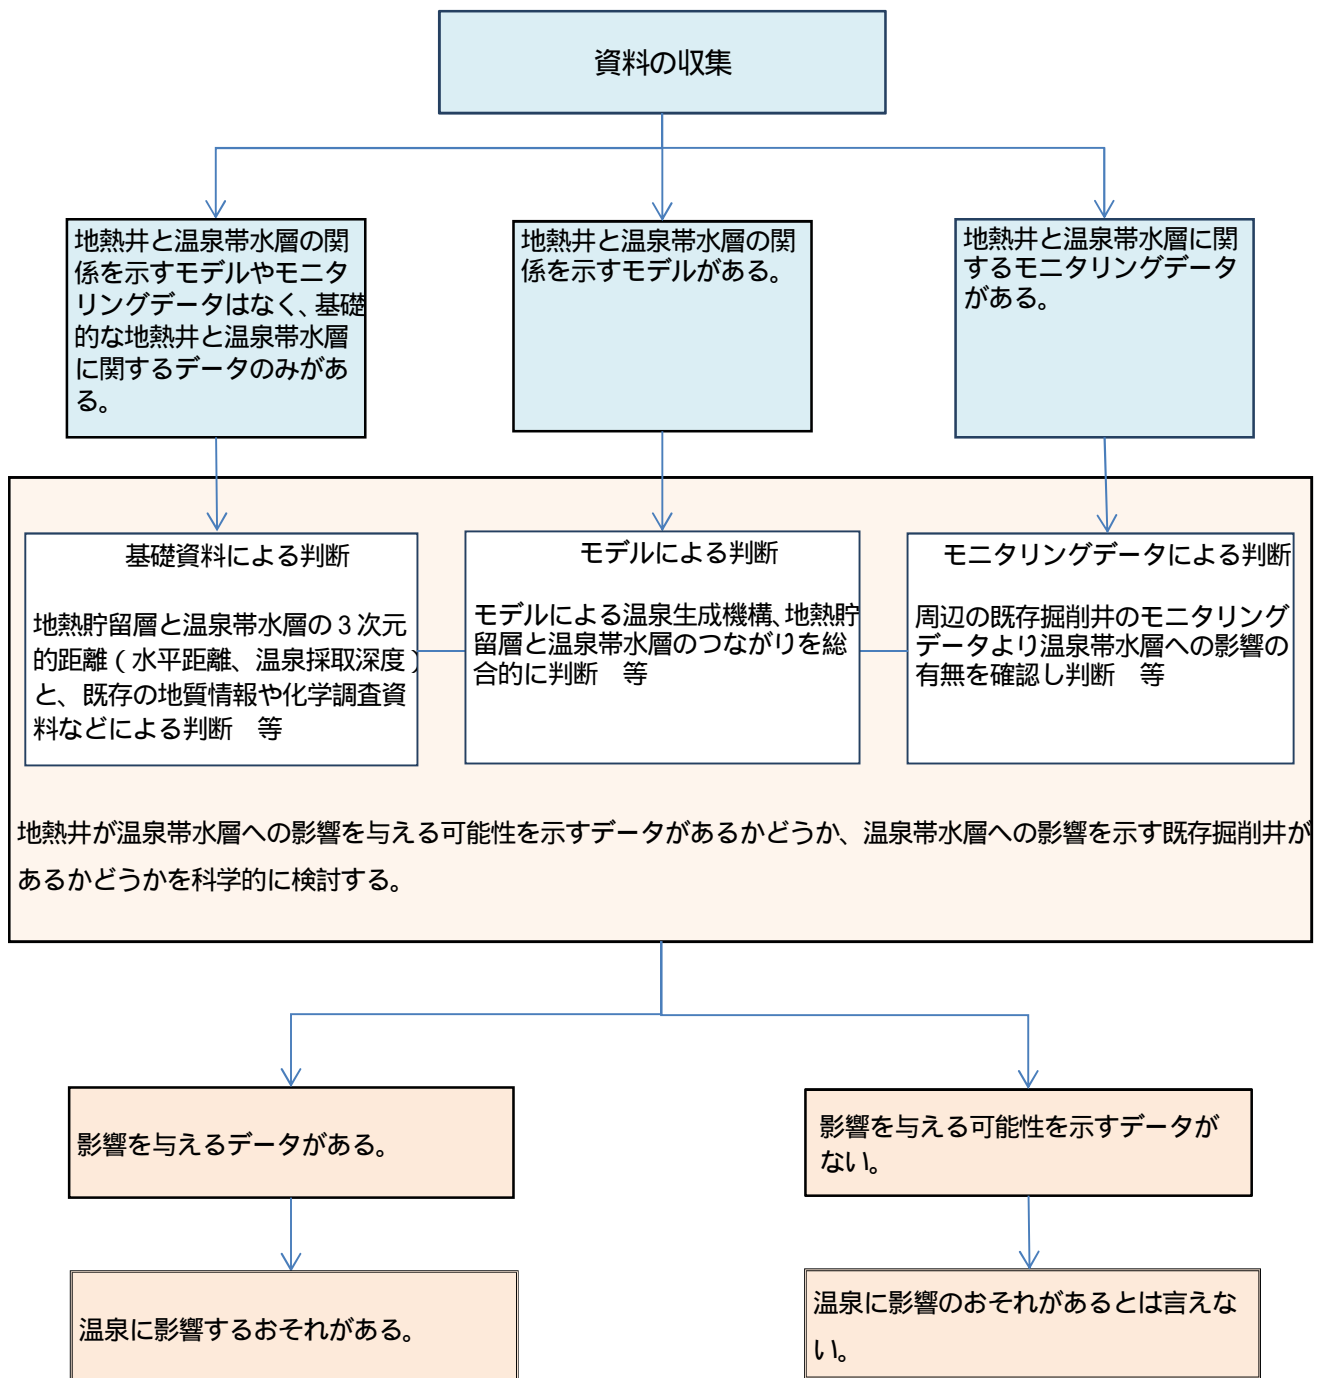 資料の収集
地熱井と温泉帯水層の関
係を示すモデルやモニタ
リングデータはなく、基礎
的な地熱井と温泉帯水層
に関するデータのみがあ
る。
地熱井と温泉帯水層の関
係を示すモデルがある。
地熱井と温泉帯水層に関
するモニタリングデータ
がある。
基礎資料による判断
地熱貯留層と温泉帯水層の3次元
的距離（水平距離、温泉採取深度）
と、既存の地質情報や化学調査資
料などによる判断　等
モデルによる判断
モデルによる温泉生成機構、地熱貯
留層と温泉帯水層のつながりを総
合的に判断　等
モニタリングデータによる判断
周辺の既存掘削井のモニタリング
データより温泉帯水層への影響の
有無を確認し判断　等
地熱井が温泉帯水層への影響を与える可能性を示すデータがあるかどうか、温泉帯水層への影響を示す既存掘削井が
あるかどうかを科学的に検討する。
影響を与えるデータがある。
影響を与える可能性を示すデータが
ない。
温泉に影響するおそれがある。
温泉に影響のおそれがあるとは言えな
い。